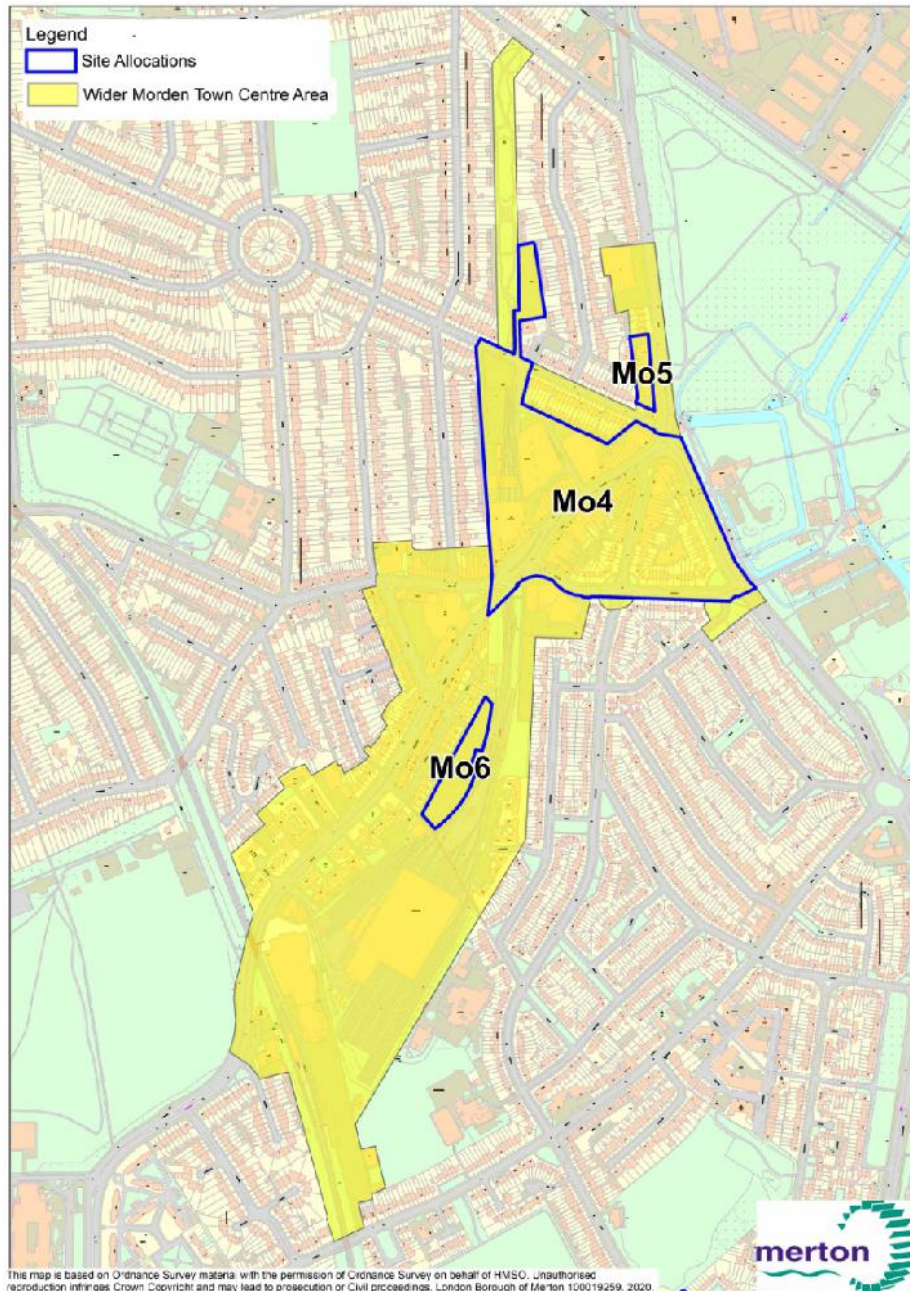 Legend
Site Allocations
Wider Morden Town Centre Area
Mo5
Mo4
Mo6
merton
This map is based on Ordnance Survey material with the permission of Ordnance Survey on behalf of HMSO. Unauthorised
reproduction infringes Crown Copyright and may lead to prosecution or Civil proceedings. London Borough of Merton 100019259. 2020.